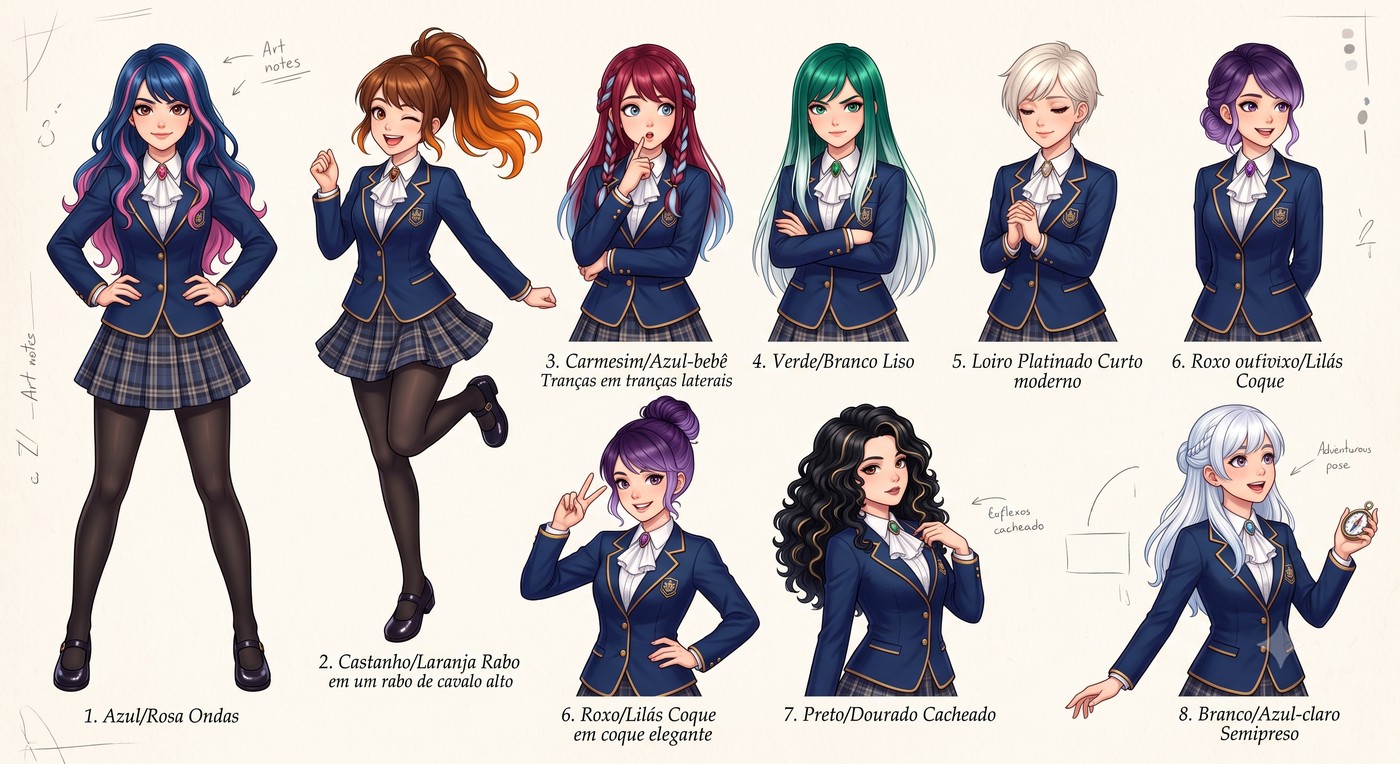 Art
notes
Art notes
1. Azul/Rosa Ondas
2. Castanho/Laranja Rabo
em um rabo de cavalo alto
3. Carmesim/Azul-bebê
Tranças em tranças laterais
4. Verde/Branco Liso
5. Loiro Platinado Curto
moderno
6. Roxo outivixo/Lilás
Coque
6. Roxo/Lilás Coque
em coque elegante
7. Preto/Dourado Cacheado
Exflexos
cacheado
Adventurous
pose
8. Branco/Azul-claro
Semipreso